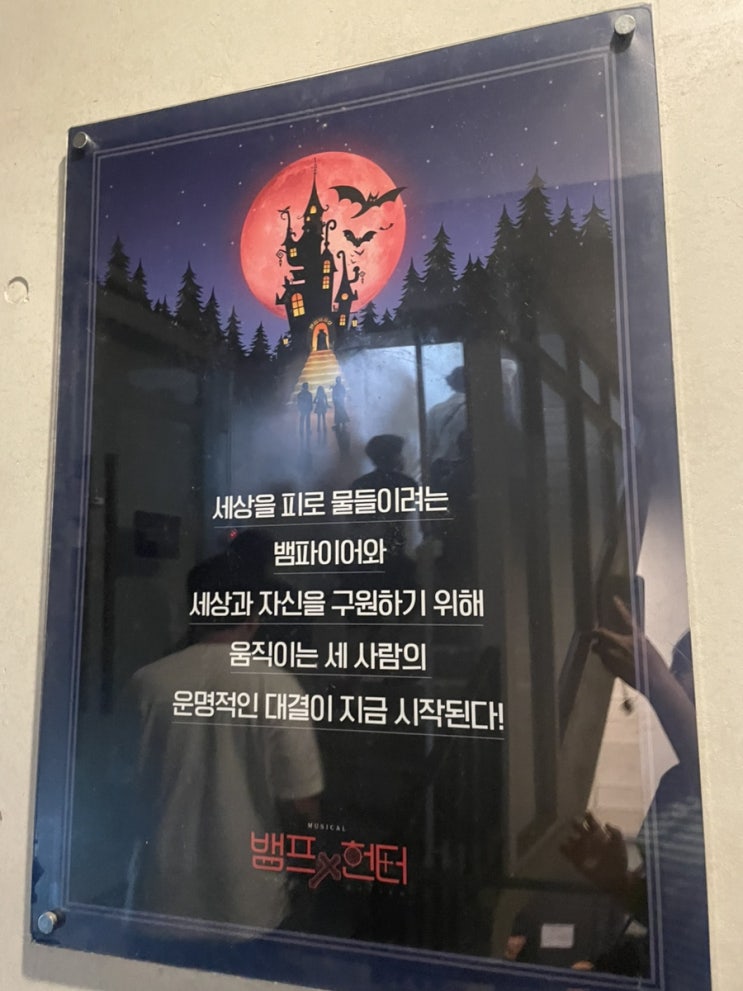 세상을 피로 물들이려는
뱀파이어와
세상과 자신을 구원하기 위해
움직이는 세 사람의
운명적인 대결이 지금 시작된다!
MUSICAL
뱀프X헌터